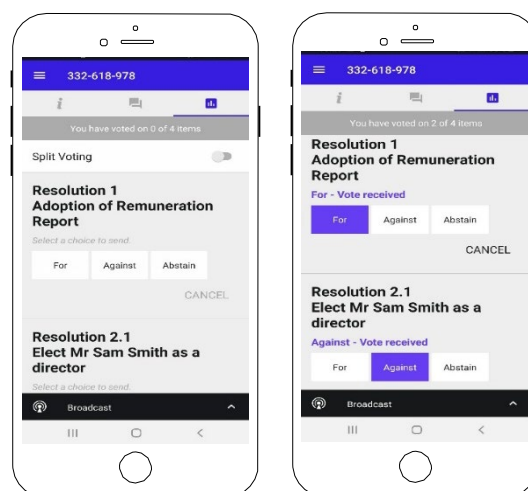 332-618-978
i
You have voted on 0 of 4 items
Split Voting
Resolution 1
Adoption of Remuneration
Report
Select a choice to send.
For Against Abstain
CANCEL
Resolution 2.1
Elect Mr Sam Smith as a
director
Select a choice to send.
Broadcast
332-618-978
i
You have voted on 2 of 4 items
Resolution 1
Adoption of Remuneration
Report
For - Vote received
For Against Abstain
CANCEL
Resolution 2.1
Elect Mr Sam Smith as a
director
Against - Vote received
For Against Abstain
Broadcast